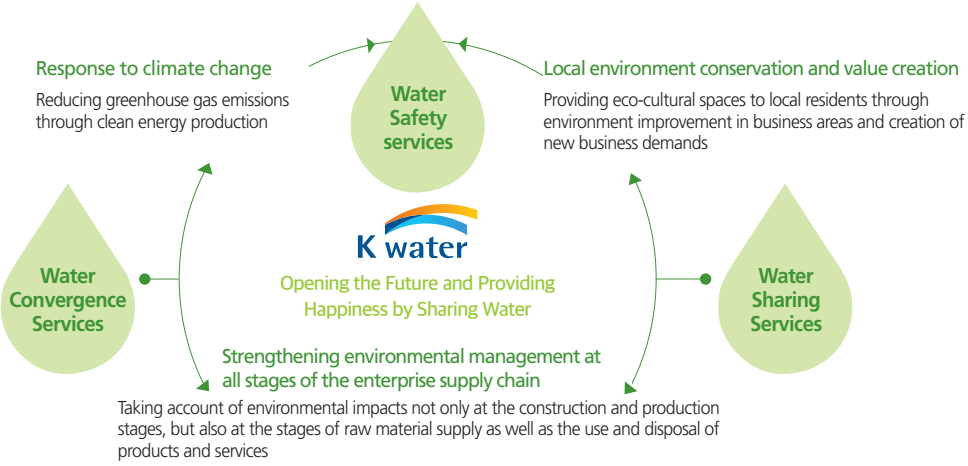 Response to climate change
Reducing greenhouse gas emissions
through clean energy production
Water
Safety
services
Local environment conservation and value creation
Providing eco-cultural spaces to local residents through
environment improvement in business areas and creation of
new business demands
Water
Convergence
Services
K water
Opening the Future and Providing
Happiness by Sharing Water
Water
Sharing
Services
Strengthening environmental management at
all stages of the enterprise supply chain
Taking account of environmental impacts not only at the construction and production
stages, but also at the stages of raw material supply as well as the use and disposal of
products and services